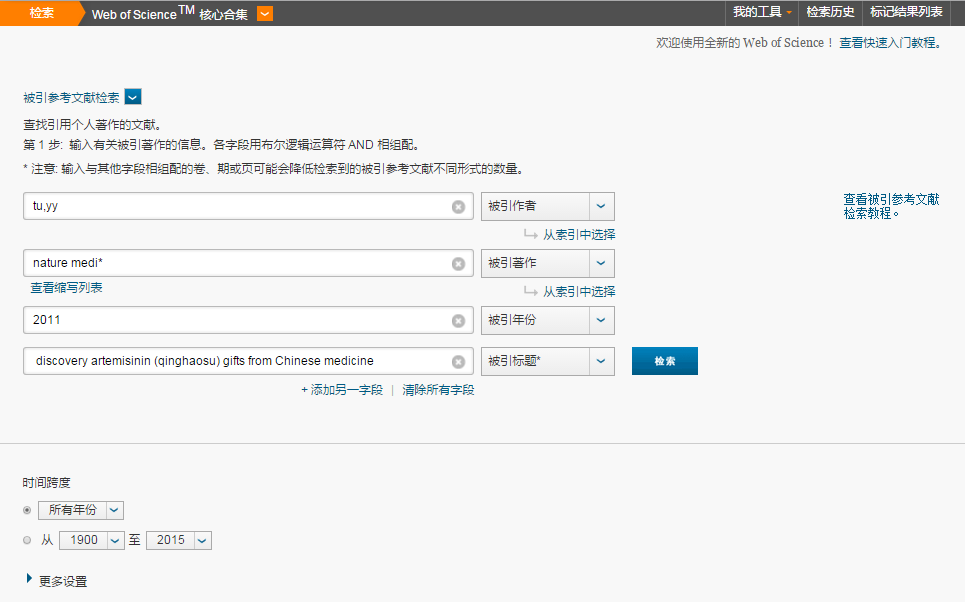 检索 Web of Science™ 核心合集 我的工具 检索历史 标记结果列表
欢迎使用全新的 Web of Science！ 查看快速入门教程。
被引参考文献检索
查找引用个人著作的文献。
第 1 步: 输入有关被引著作的信息。各字段用布尔逻辑运算符 AND 相组配。
* 注意: 输入与其他字段相组配的卷、期或页可能会降低检索到的被引参考文献不同形式的数量。
tu,yy 被引作者
查看被引参考文献
检索教程。
从索引中选择
nature medi* 被引著作
查看缩写列表 从索引中选择
2011 被引年份
discovery artemisinin (qinghaosu) gifts from Chinese medicine 被引标题* 检索
+ 添加另一字段 | 清除所有字段
时间跨度
所有年份
从 1900 至 2015
更多设置